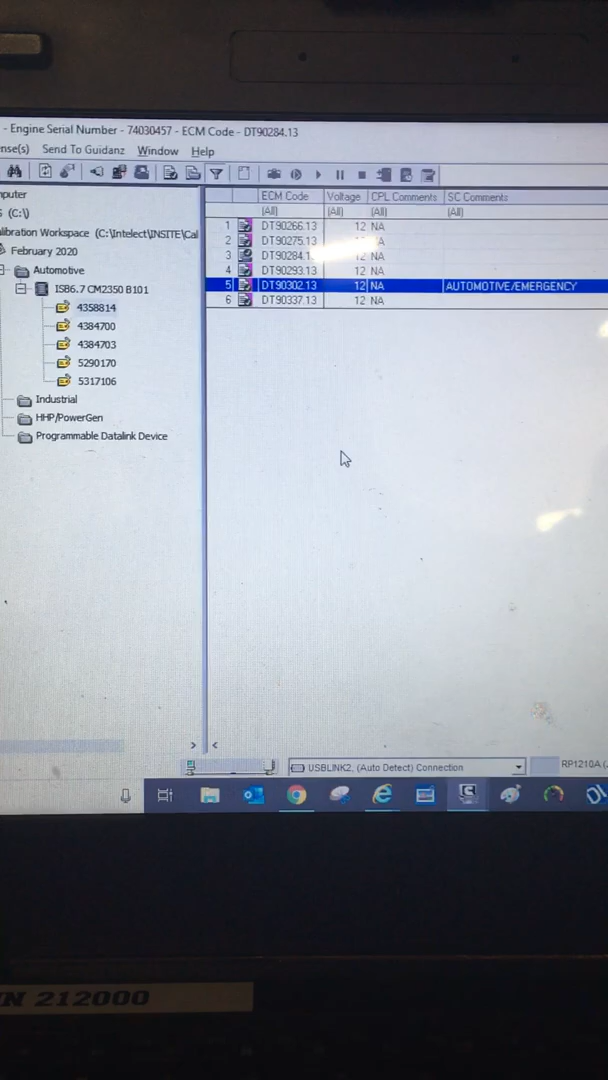 - Engine Serial Number - 74030457 - ECM Code - DT90284.13
nse(s) Send To Guidanz Window Help
ECM Code Voltage CPL Comments SC Comments
(All) (All) (All) (All)
1 DT90266.13 12 NA
2 DT90275.13 12 NA
3 DT90284.1 12 NA
4 DT90293.13 12 NA
5 DT90302.13 12 NA AUTOMOTIVE/EMERGENCY
6 DT90337.13 12 NA
mputer
(C:\)
libration Workspace (C:\Intelect\INSITE\Cal
February 2020
Automotive
ISB6.7 CM2350 B101
4358814
4384700
4384703
5290170
5317106
Industrial
HHP/PowerGen
Programmable Datalink Device
USBLINK2, (Auto Detect) Connection
RP1210A (
N 212000